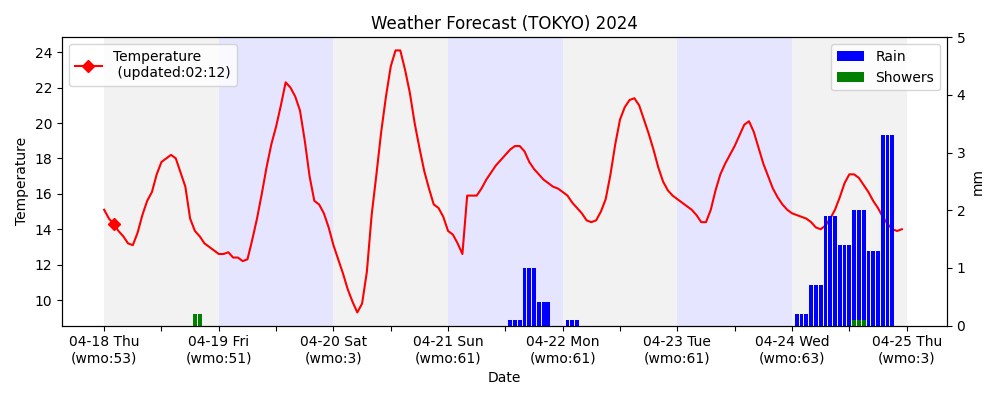 Weather Forecast (TOKYO) 2024
Temperature
(updated:02:12)
Rain
Showers
Temperature
24
22
20
18
16
14
12
10
5
4
3
2
1
0
mm
04-18 Thu
(wmo:53)
04-19 Fri
(wmo:51)
04-20 Sat
(wmo:3)
04-21 Sun
(wmo:61)
04-22 Mon
(wmo:61)
04-23 Tue
(wmo:61)
04-24 Wed
(wmo:63)
04-25 Thu
(wmo:3)
Date